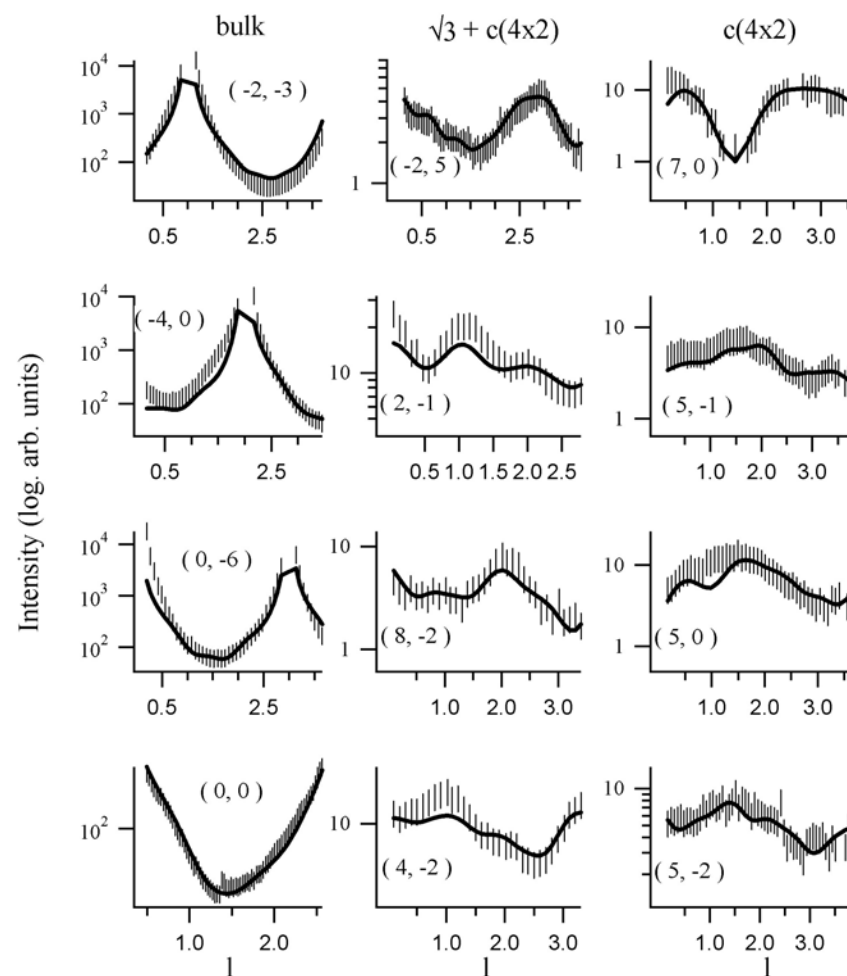 bulk √3 + c(4x2) c(4x2)
Intensity (log. arb. units)
10⁴
10³
10²
( -2, -3 )
0.5 2.5
1
( -2, 5 )
0.5 2.5
10
1
( 7, 0 )
1.0 2.0 3.0
10⁴
10³
10²
( -4, 0 )
0.5 2.5
10
( 2, -1 )
0.5 1.0 1.5 2.0 2.5
10
1
( 5, -1 )
1.0 2.0 3.0
10⁴
10³
10²
( 0, -6 )
0.5 2.5
10
1
( 8, -2 )
1.0 2.0 3.0
10
1
( 5, 0 )
1.0 2.0 3.0
10²
( 0, 0 )
1.0 2.0
l
10
( 4, -2 )
1.0 2.0 3.0
l
10
( 5, -2 )
1.0 2.0 3.0
l